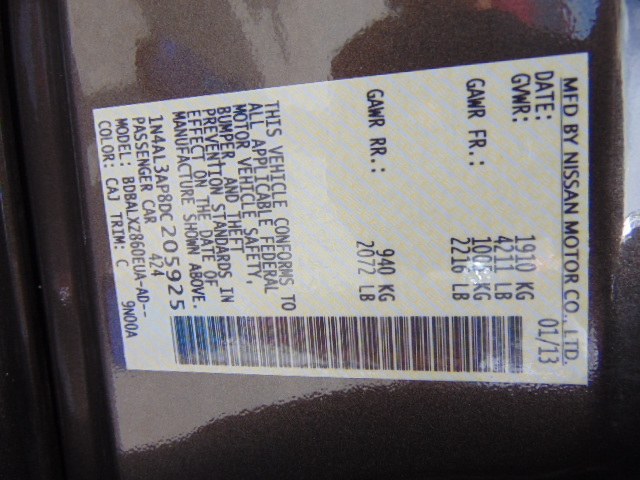 MFD BY NISSAN MOTOR CO., LTD.
DATE: 01/13
GVWR: 1910 KG
4211 LB
GAWR FR.: 1005 KG
2216 LB
GAWR RR.: 940 KG
2072 LB
THIS VEHICLE CONFORMS TO
ALL APPLICABLE FEDERAL
MOTOR VEHICLE SAFETY,
BUMPER, AND THEFT
PREVENTION STANDARDS IN
EFFECT ON THE DATE OF
MANUFACTURE SHOWN ABOVE.
1N4AL3AP8DC205925
PASSENGER CAR 424
MODEL: BDBALXZ860EUA-AD--
COLOR: CAJ TRIM: C 9N00A